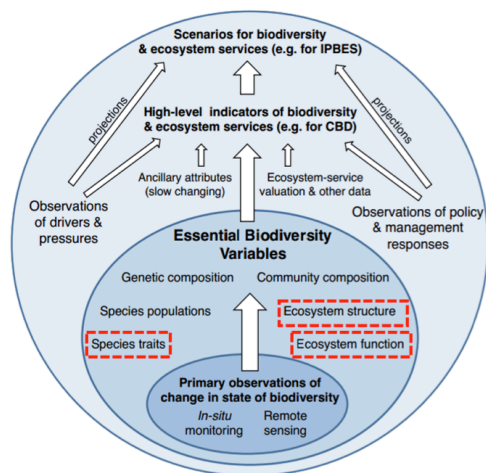 Scenarios for biodiversity
& ecosystem services (e.g. for IPBES)
projections
projections
High-level indicators of biodiversity
& ecosystem services (e.g. for CBD)
Ancillary attributes
(slow changing)
Ecosystem-service
valuation & other data
Observations
of drivers &
pressures
Observations of policy
& management
responses
Essential Biodiversity
Variables
Genetic composition
Community composition
Species populations
Ecosystem structure
Species traits
Ecosystem function
Primary observations of
change in state of biodiversity
In-situ
monitoring
Remote
sensing